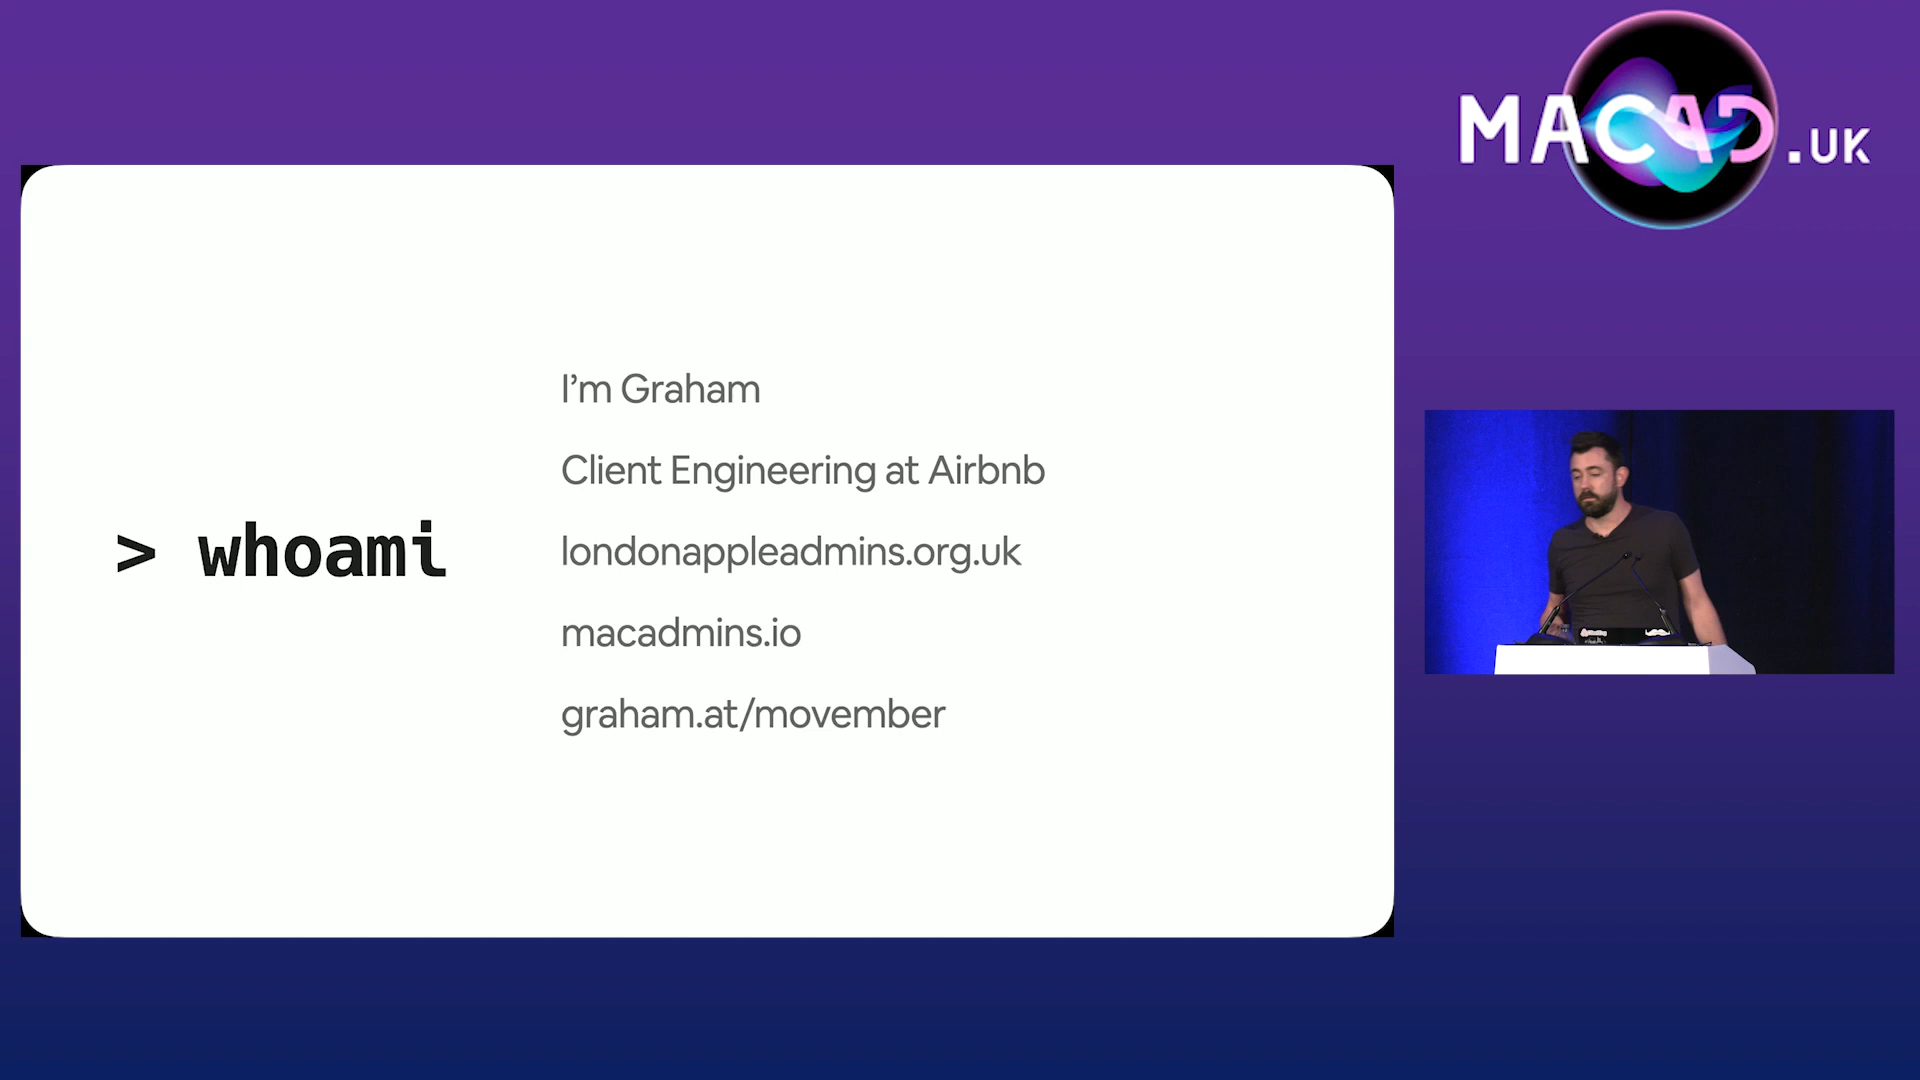 MACAD.UK
> whoami
I’m Graham
Client Engineering at Airbnb
londonappleadmins.org.uk
macadmins.io
graham.at/movember